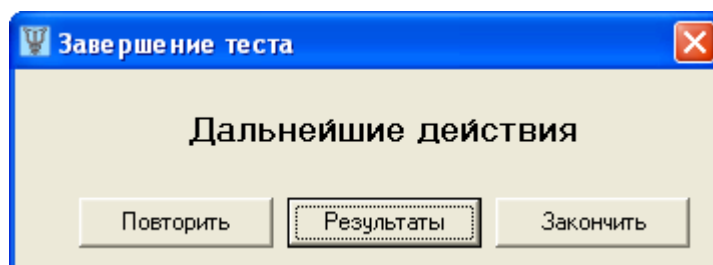 Завершение теста
Дальнейшие действия
Повторить Результаты Закончить